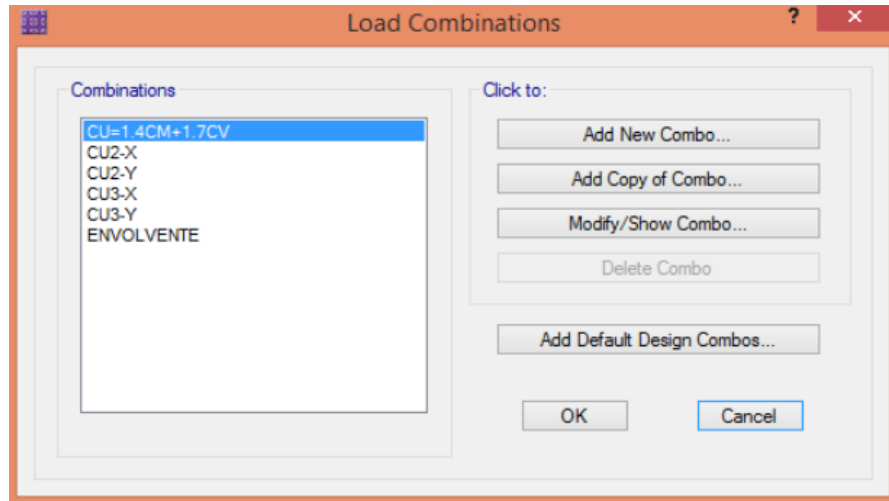 Load Combinations
?
×
Combinations
CU=1.4CM+1.7CV
CU2-X
CU2-Y
CU3-X
CU3-Y
ENVOLVENTE
Click to:
Add New Combo...
Add Copy of Combo...
Modify/Show Combo...
Delete Combo
Add Default Design Combos...
OK
Cancel